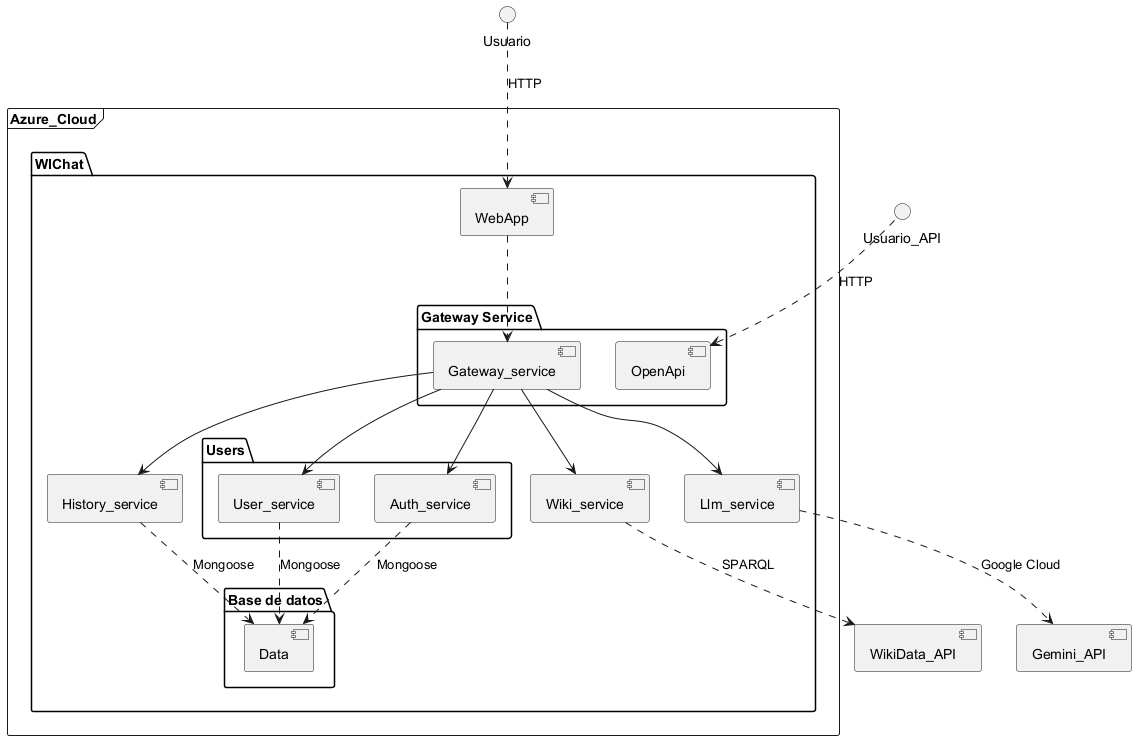 Usuario
HTTP
Azure_Cloud
WIChat
WebApp
Usuario_API
HTTP
Gateway Service
Gateway_service
OpenApi
Users
History_service
User_service
Auth_service
Wiki_service
Llm_service
Mongoose
Mongoose
Mongoose
SPARQL
Google Cloud
Base de datos
Data
WikiData_API
Gemini_API